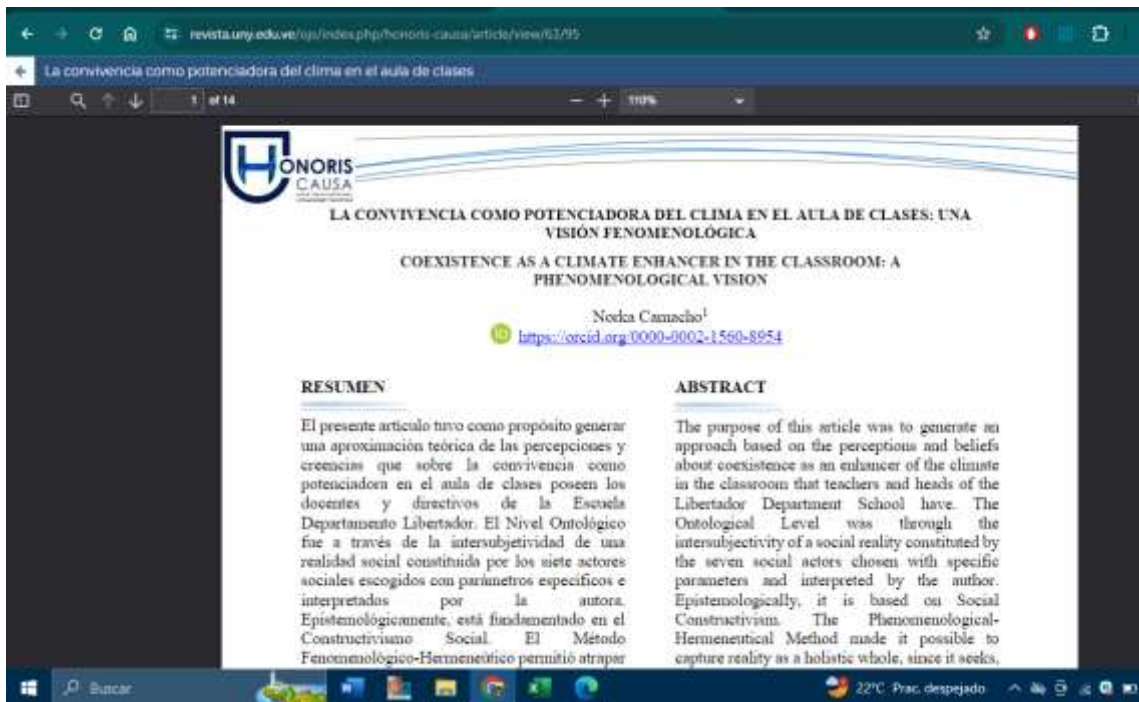 revista.uny.edu.ve/ojs/index.php/honoris-causa/article/view/63/95
La convivencia como potenciadora del clima en el aula de clases
1 of 14
110%
HONORIS
CAUSA
LA CONVIVENCIA COMO POTENCIADORA DEL CLIMA EN EL AULA DE CLASES: UNA
VISIÓN FENOMENOLÓGICA
COEXISTENCE AS A CLIMATE ENHANCER IN THE CLASSROOM: A
PHENOMENOLOGICAL VISION
Norka Camacho1
iD https://orcid.org/0000-0002-1560-8954
RESUMEN
El presente artículo tuvo como propósito generar
una aproximación teórica de las percepciones y
creencias que sobre la convivencia como
potenciadora en el aula de clases poseen los
docentes y directivos de la Escuela
Departamento Libertador. El Nivel Ontológico
fue a través de la intersubjetividad de una
realidad social constituida por los siete actores
sociales escogidos con parámetros específicos e
interpretados por la autora.
Epistemológicamente, está fundamentado en el
Constructivismo Social. El Método
Fenomenológico-Hermenéutico permitió atrapar
ABSTRACT
The purpose of this article was to generate an
approach based on the perceptions and beliefs
about coexistence as an enhancer of the climate
in the classroom that teachers and heads of the
Libertador Department School have. The
Ontological Level was through the
intersubjectivity of a social reality constituted by
the seven social actors chosen with specific
parameters and interpreted by the author.
Epistemologically, it is based on Social
Constructivism. The Phenomenological-
Hermeneutical Method made it possible to
capture reality as a holistic whole, since it seeks,
Buscar
22°C Prac. despejado